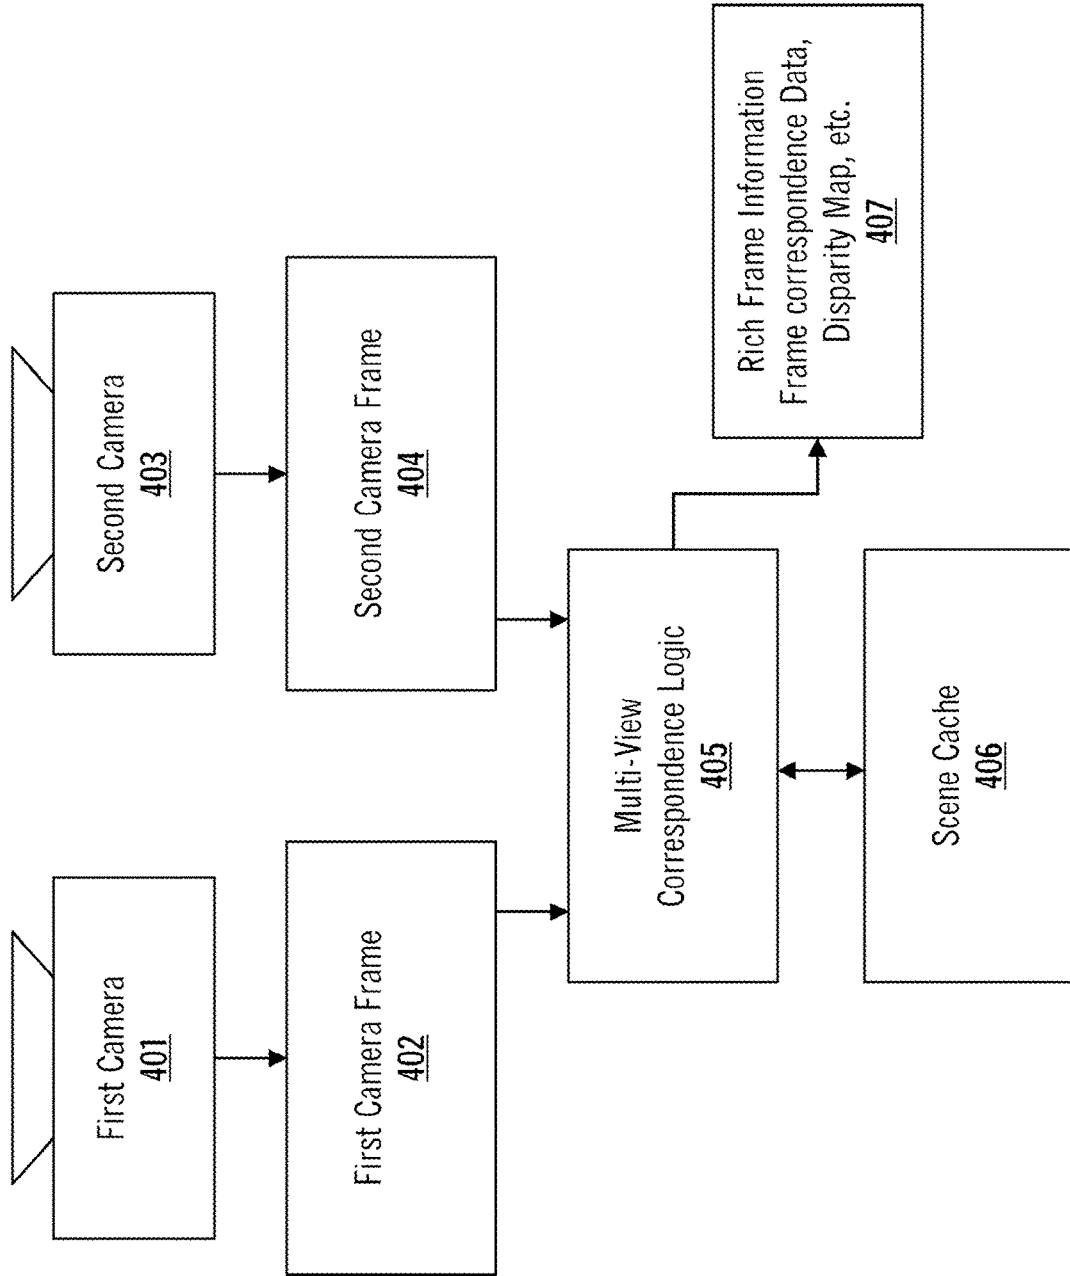 First Camera
401
First Camera Frame
402
Second Camera
403
Second Camera Frame
404
Multi-View
Correspondence Logic
405
Scene Cache
406
Rich Frame Information
Frame correspondence Data,
Disparity Map, etc.
407